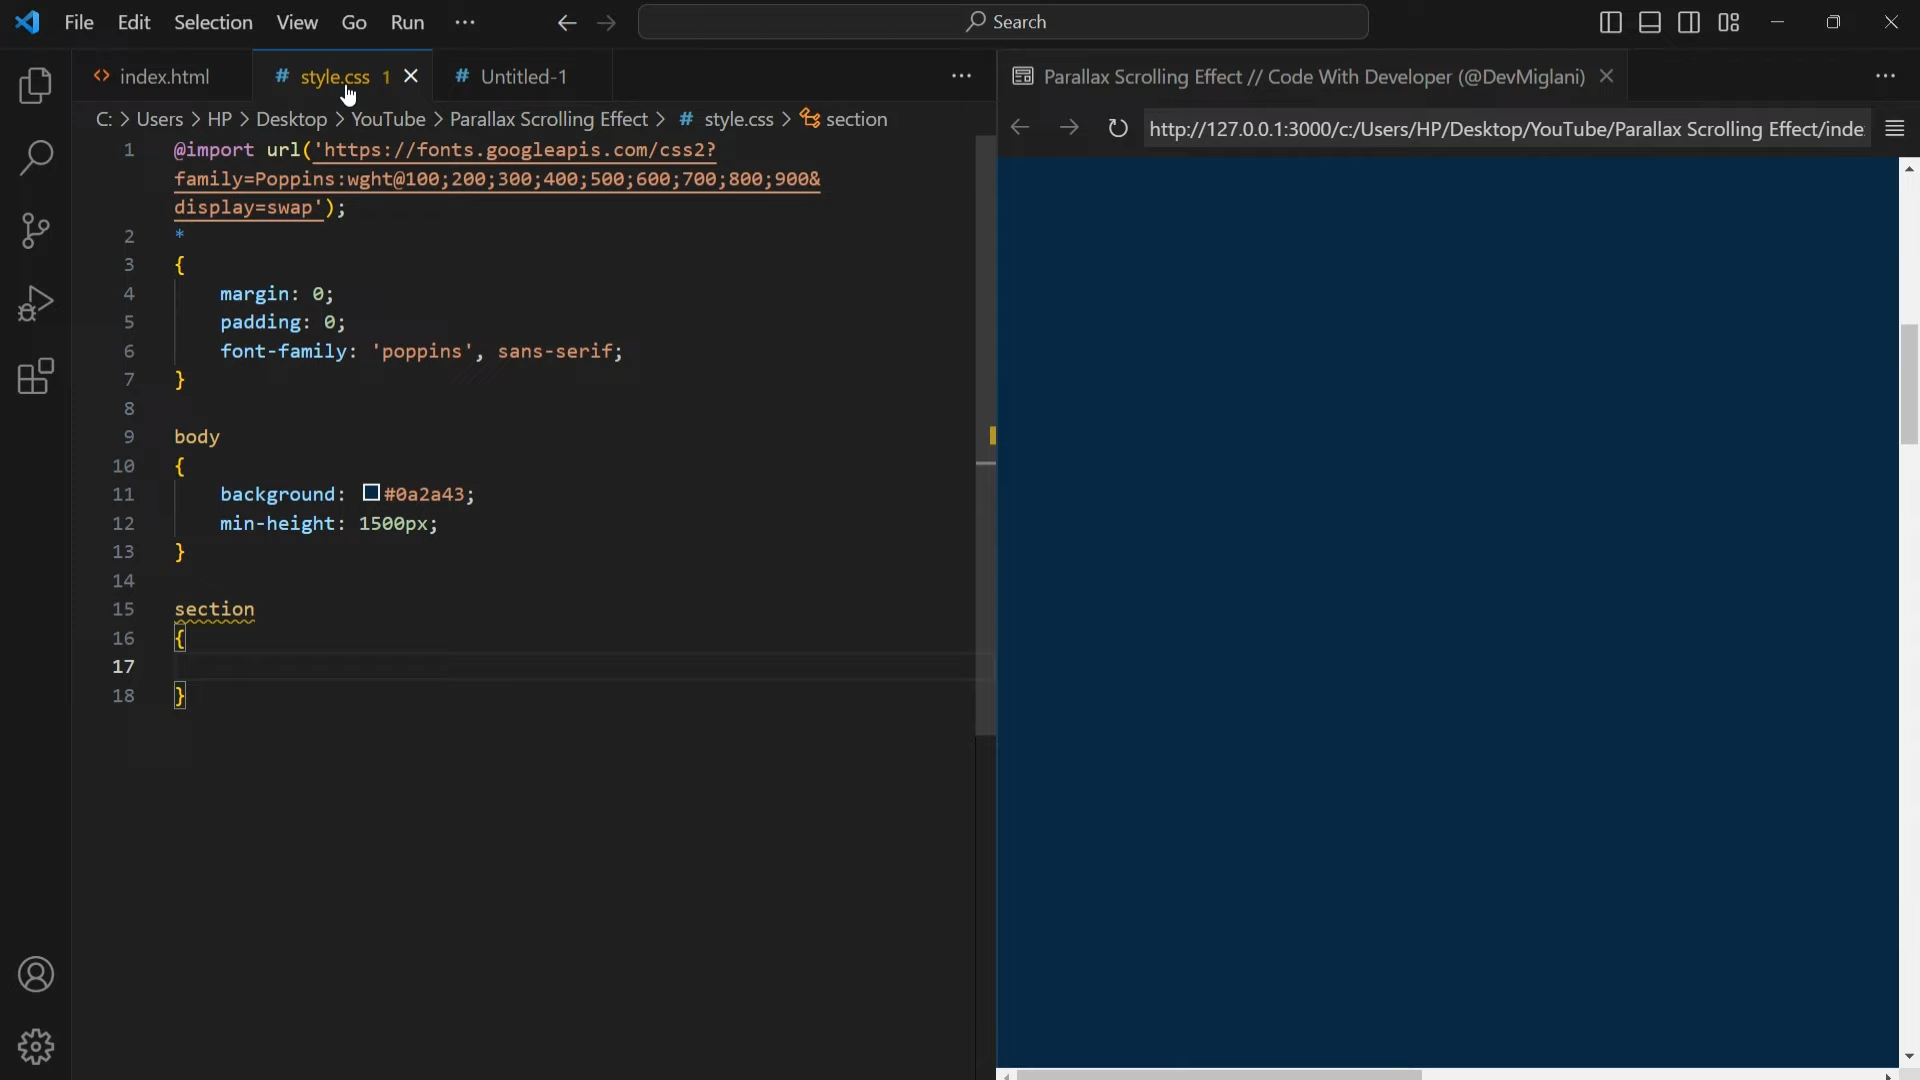 File Edit Selection View Go Run ··· Search
index.html # style.css 1 # Untitled-1 ···
Parallax Scrolling Effect // Code With Developer (@DevMiglani) ···
C: > Users > HP > Desktop > YouTube > Parallax Scrolling Effect > # style.css > section
http://127.0.0.1:3000/c:/Users/HP/Desktop/YouTube/Parallax Scrolling Effect/inde
1 @import url('https://fonts.googleapis.com/css2?
family=Poppins:wght@100;200;300;400;500;600;700;800;900&
display=swap');
2 *
3 {
4 margin: 0;
5 padding: 0;
6 font-family: 'poppins', sans-serif;
7 }
8
9 body
10 {
11 background: #0a2a43;
12 min-height: 1500px;
13 }
14
15 section
16 {
17
18 }